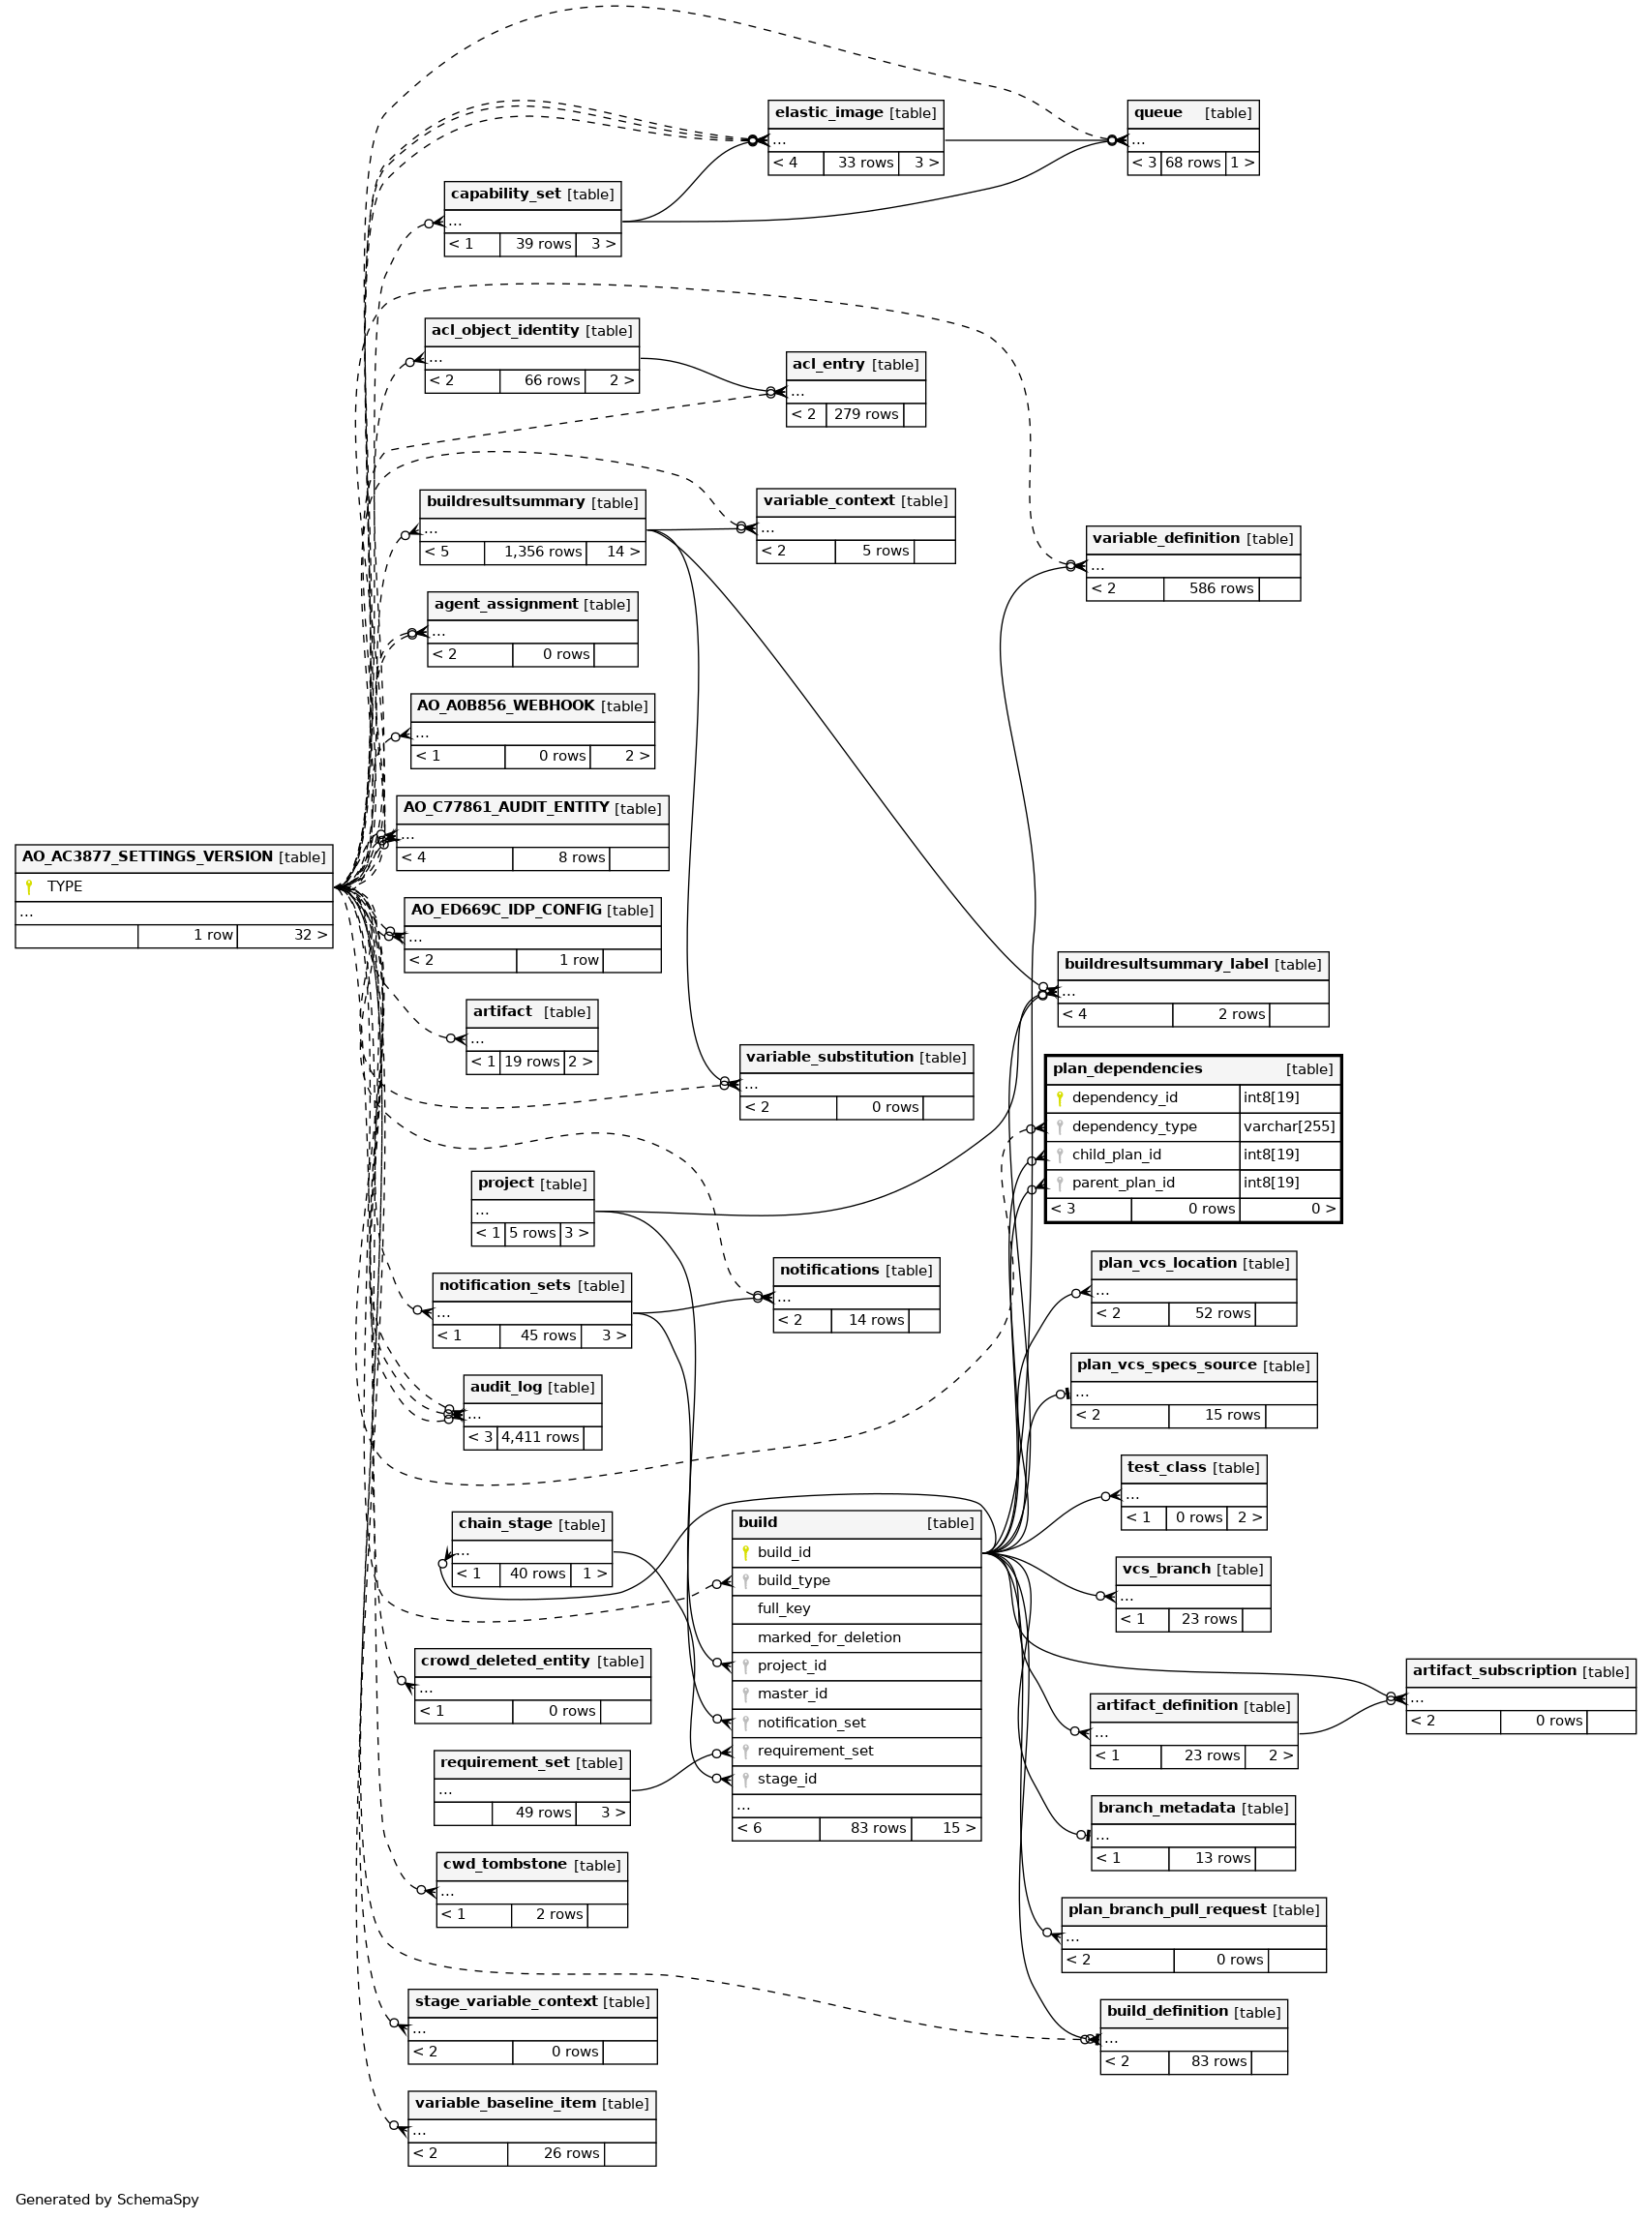 elastic_image [table]
...
< 4 33 rows 3 >
queue [table]
...
< 3 68 rows 1 >
capability_set [table]
...
< 1 39 rows 3 >
acl_object_identity [table]
...
< 2 66 rows 2 >
acl_entry [table]
...
< 2 279 rows
buildresultsummary [table]
...
< 5 1,356 rows 14 >
variable_context [table]
...
< 2 5 rows
variable_definition [table]
...
< 2 586 rows
agent_assignment [table]
...
< 2 0 rows
AO_A0B856_WEBHOOK [table]
...
< 1 0 rows 2 >
AO_C77861_AUDIT_ENTITY [table]
...
< 4 8 rows
AO_AC3877_SETTINGS_VERSION [table]
TYPE
...
1 row 32 >
AO_ED669C_IDP_CONFIG [table]
...
< 2 1 row
buildresultsummary_label [table]
...
< 4 2 rows
artifact [table]
...
< 1 19 rows 2 >
variable_substitution [table]
...
< 2 0 rows
plan_dependencies [table]
dependency_id int8[19]
dependency_type varchar[255]
child_plan_id int8[19]
parent_plan_id int8[19]
< 3 0 rows 0 >
project [table]
...
< 1 5 rows 3 >
notification_sets [table]
...
< 1 45 rows 3 >
notifications [table]
...
< 2 14 rows
plan_vcs_location [table]
...
< 2 52 rows
plan_vcs_specs_source [table]
...
< 2 15 rows
audit_log [table]
...
< 3 4,411 rows
test_class [table]
...
< 1 0 rows 2 >
chain_stage [table]
...
< 1 40 rows 1 >
build [table]
build_id
build_type
full_key
marked_for_deletion
project_id
master_id
notification_set
requirement_set
stage_id
...
< 6 83 rows 15 >
vcs_branch [table]
...
< 1 23 rows
crowd_deleted_entity [table]
...
< 1 0 rows
artifact_subscription [table]
...
< 2 0 rows
artifact_definition [table]
...
< 1 23 rows 2 >
requirement_set [table]
...
49 rows 3 >
branch_metadata [table]
...
< 1 13 rows
cwd_tombstone [table]
...
< 1 2 rows
plan_branch_pull_request [table]
...
< 2 0 rows
stage_variable_context [table]
...
< 2 0 rows
build_definition [table]
...
< 2 83 rows
variable_baseline_item [table]
...
< 2 26 rows
Generated by SchemaSpy